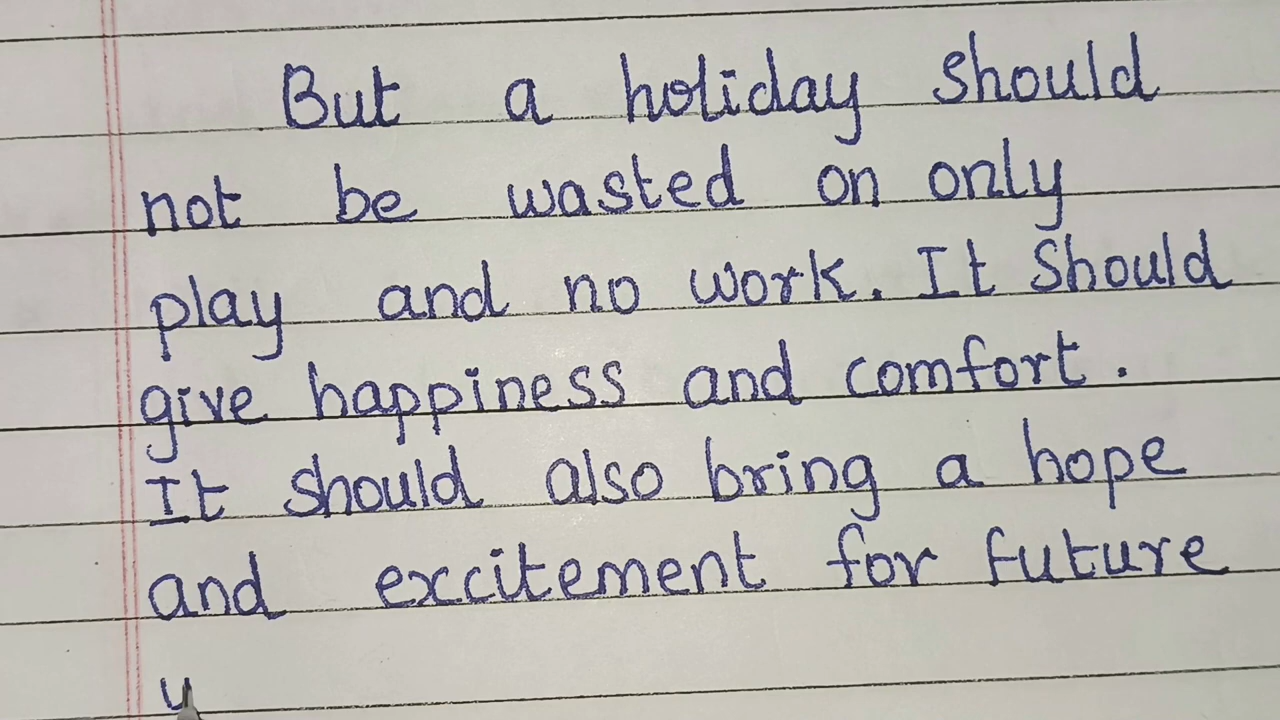 But a holiday should
not be wasted on only
play and no work. It should
give happiness and comfort.
It should also bring a hope
and excitement for future